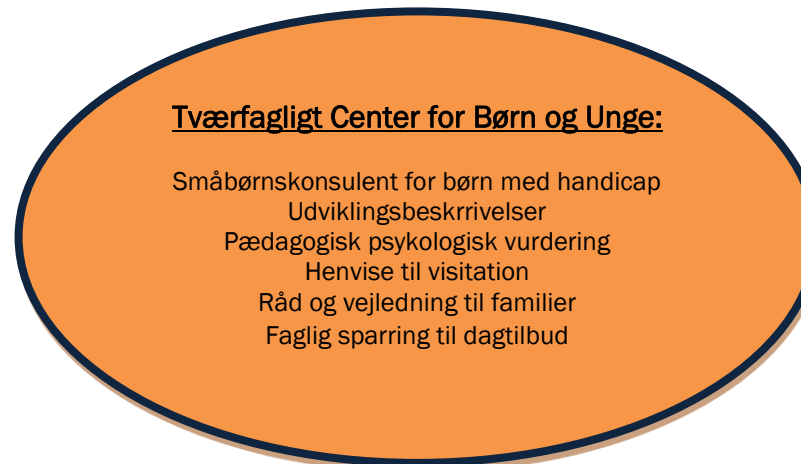 Tværfagligt Center for Børn og Unge:
Småbørnskonsulent for børn med handicap
Udviklingsbeskrrivelser
Pædagogisk psykologisk vurdering
Henvise til visitation
Råd og vejledning til familier
Faglig sparring til dagtilbud